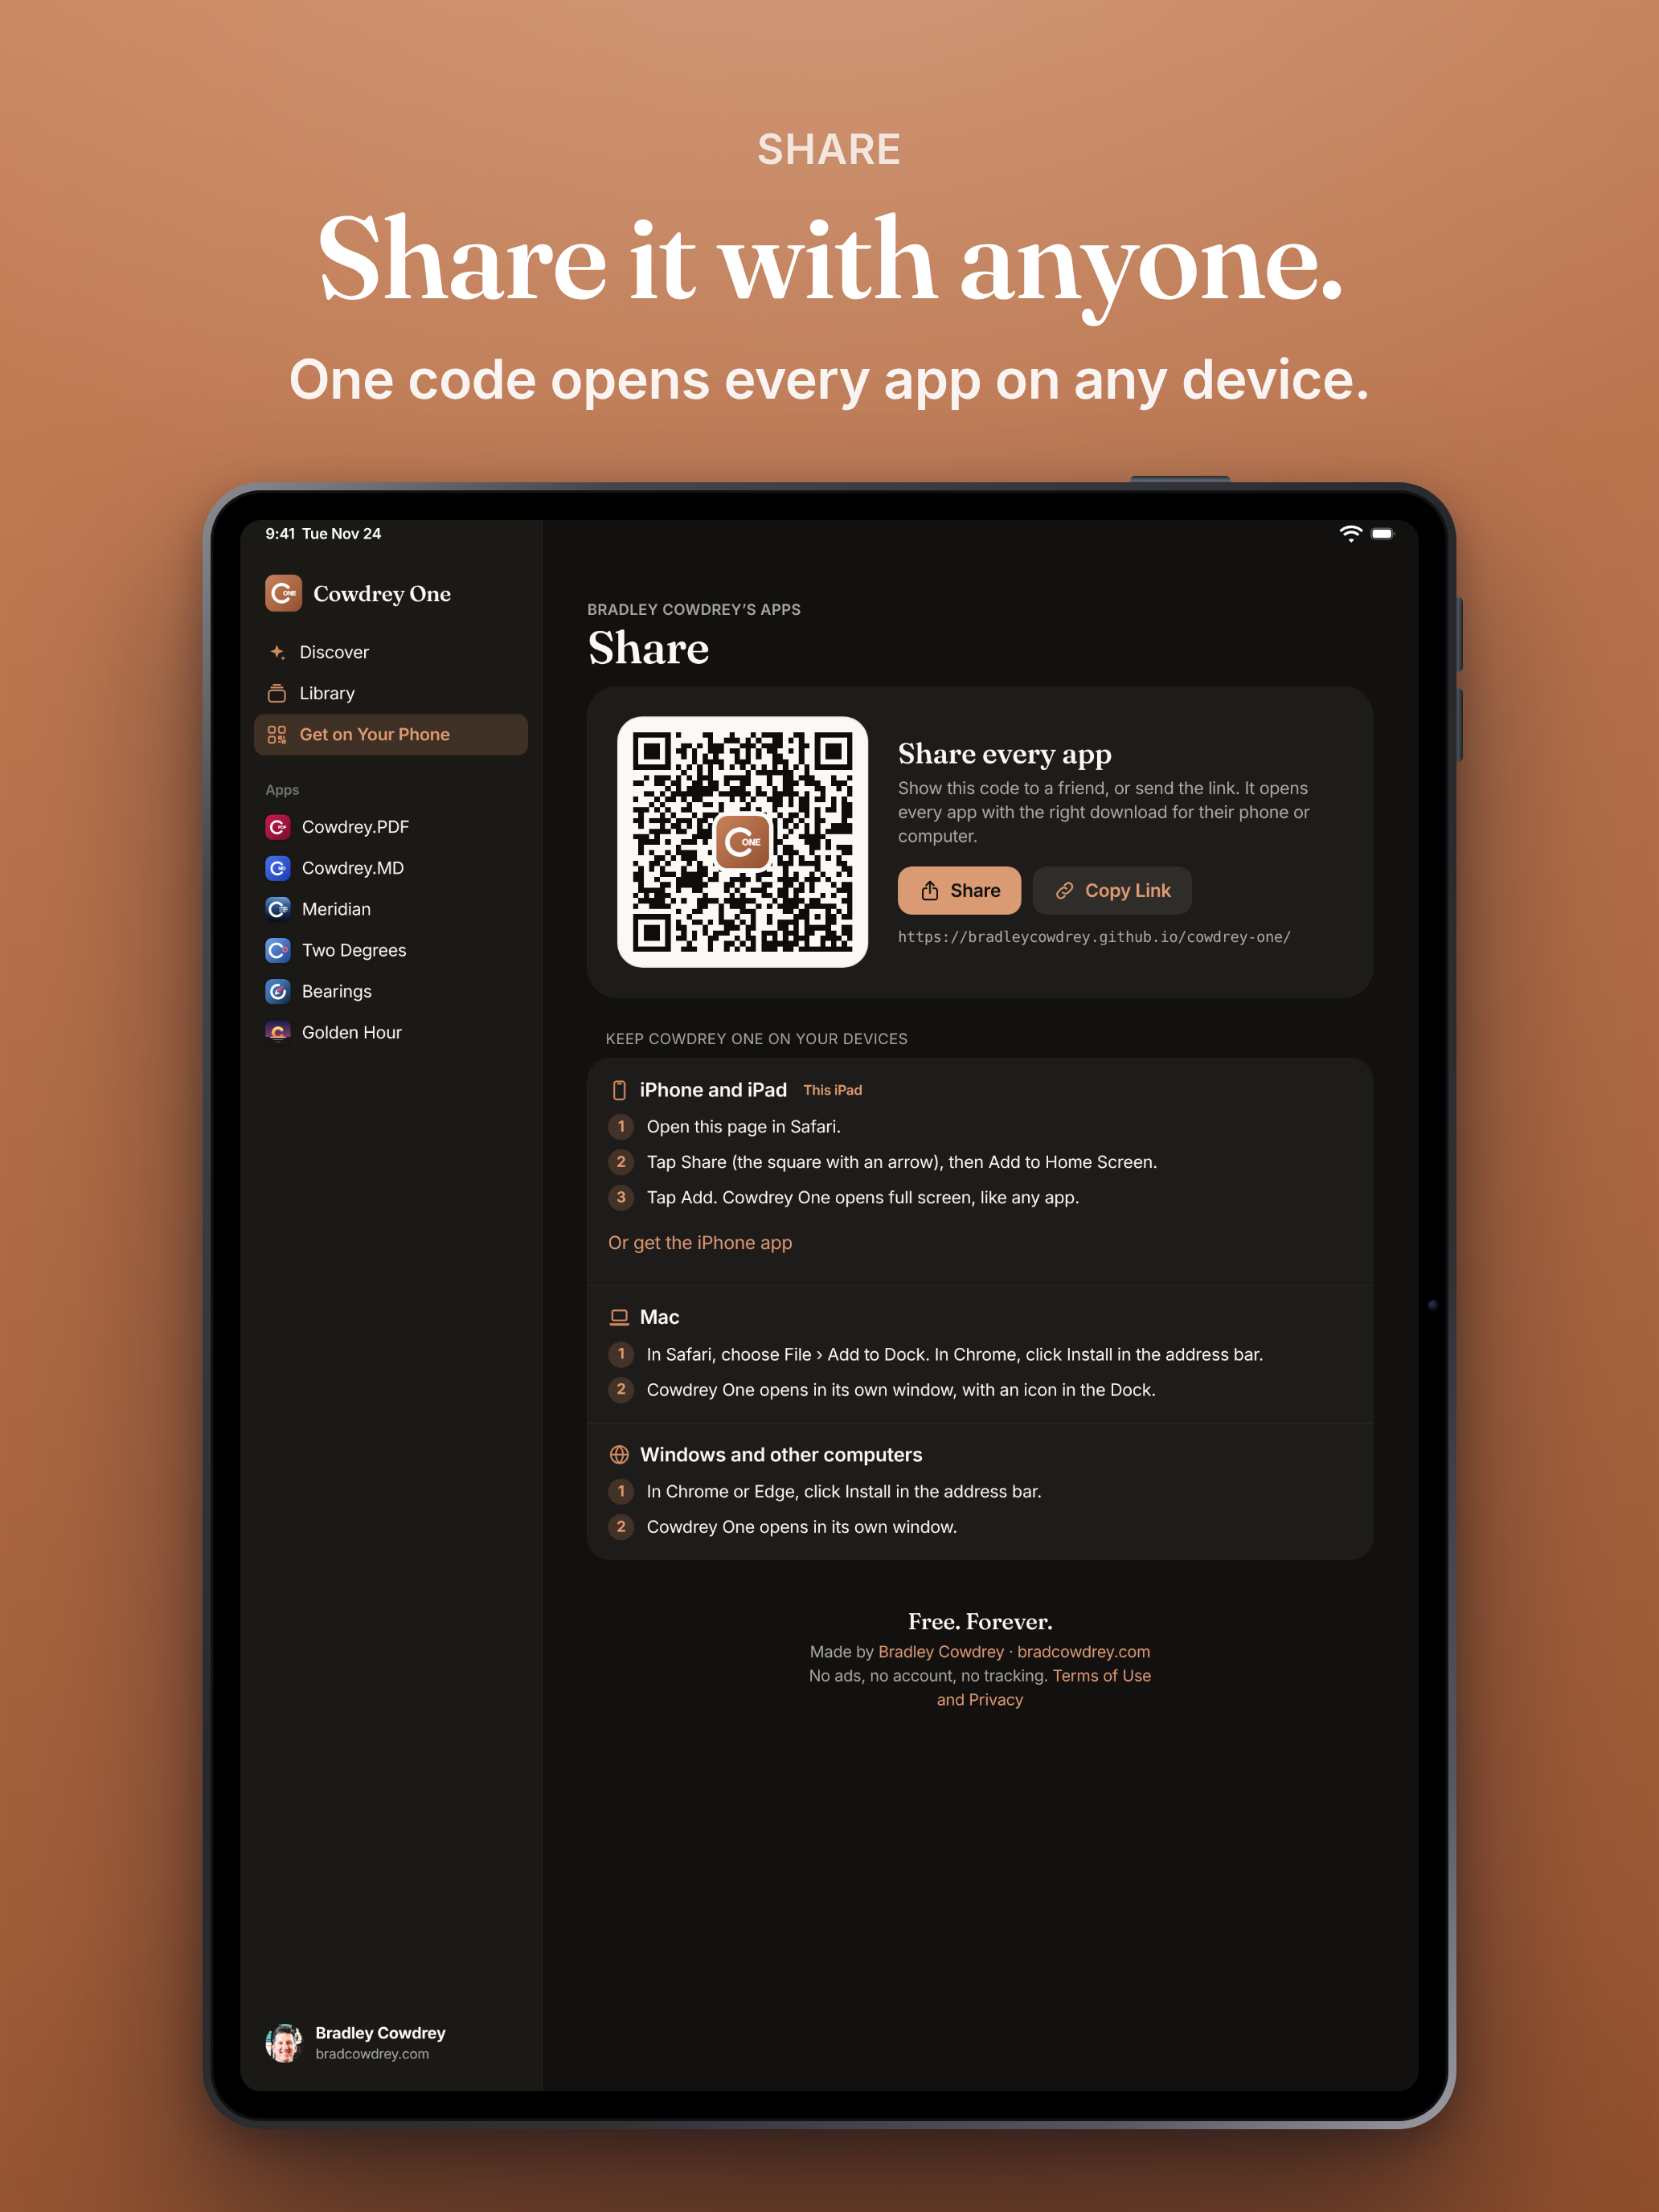 SHARE
Share it with anyone.
One code opens every app on any device.
9:41 Tue Nov 24
C ONE
Cowdrey One
Discover
Library
Get on Your Phone
Apps
Cowdrey.PDF
Cowdrey.MD
Meridian
Two Degrees
Bearings
Golden Hour
Bradley Cowdrey
bradcowdrey.com
BRADLEY COWDREY’S APPS
Share
C ONE
Share every app
Show this code to a friend, or send the link. It opens
every app with the right download for their phone or
computer.
Share
Copy Link
https://bradleycowdrey.github.io/cowdrey-one/
KEEP COWDREY ONE ON YOUR DEVICES
iPhone and iPad This iPad
1 Open this page in Safari.
2 Tap Share (the square with an arrow), then Add to Home Screen.
3 Tap Add. Cowdrey One opens full screen, like any app.
Or get the iPhone app
Mac
1 In Safari, choose File › Add to Dock. In Chrome, click Install in the address bar.
2 Cowdrey One opens in its own window, with an icon in the Dock.
Windows and other computers
1 In Chrome or Edge, click Install in the address bar.
2 Cowdrey One opens in its own window.
Free. Forever.
Made by Bradley Cowdrey · bradcowdrey.com
No ads, no account, no tracking. Terms of Use
and Privacy